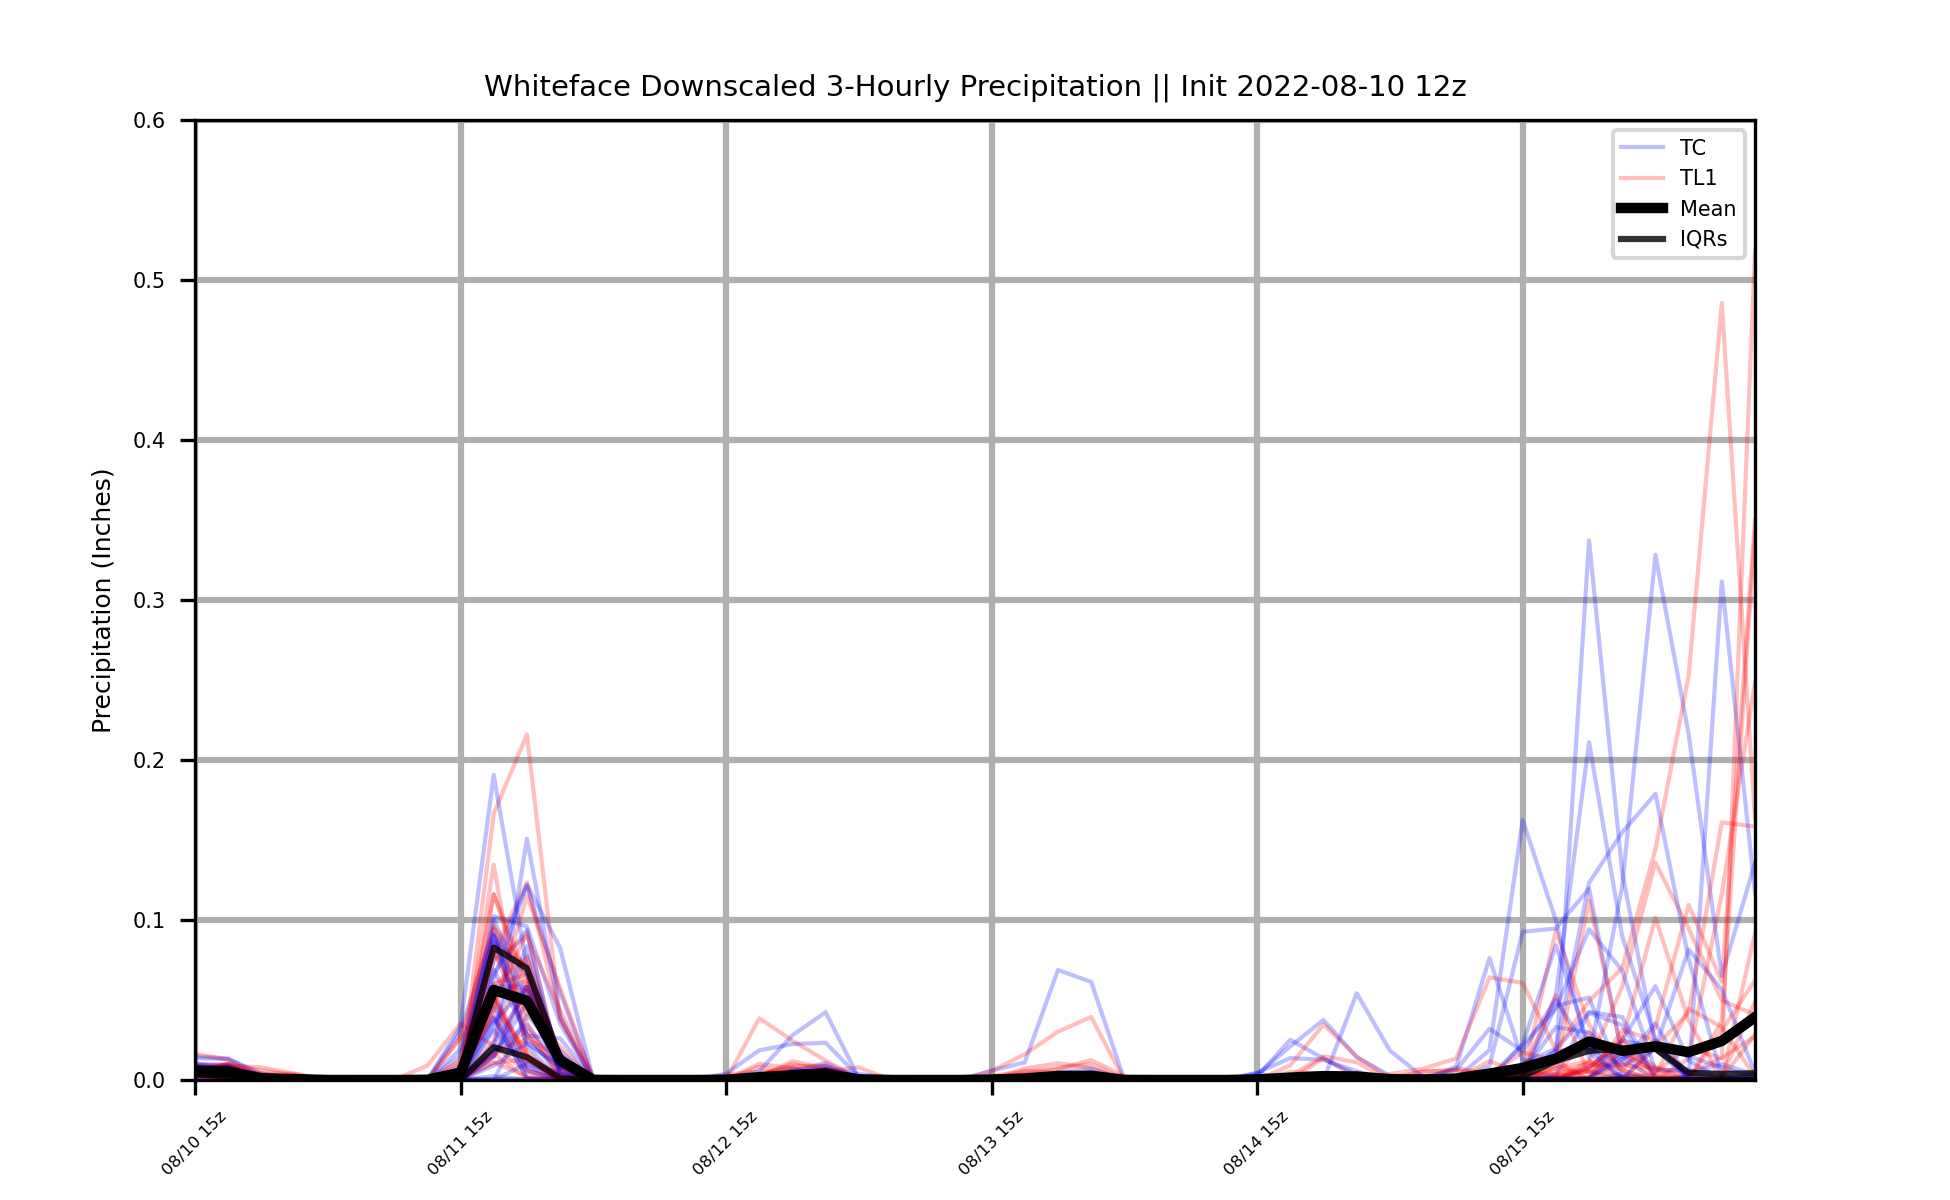 Whiteface Downscaled 3-Hourly Precipitation || Init 2022-08-10 12z
TC
TL1
Mean
IQRs
Precipitation (Inches)
0.6
0.5
0.4
0.3
0.2
0.1
0.0
08/10 15z
08/11 15z
08/12 15z
08/13 15z
08/14 15z
08/15 15z